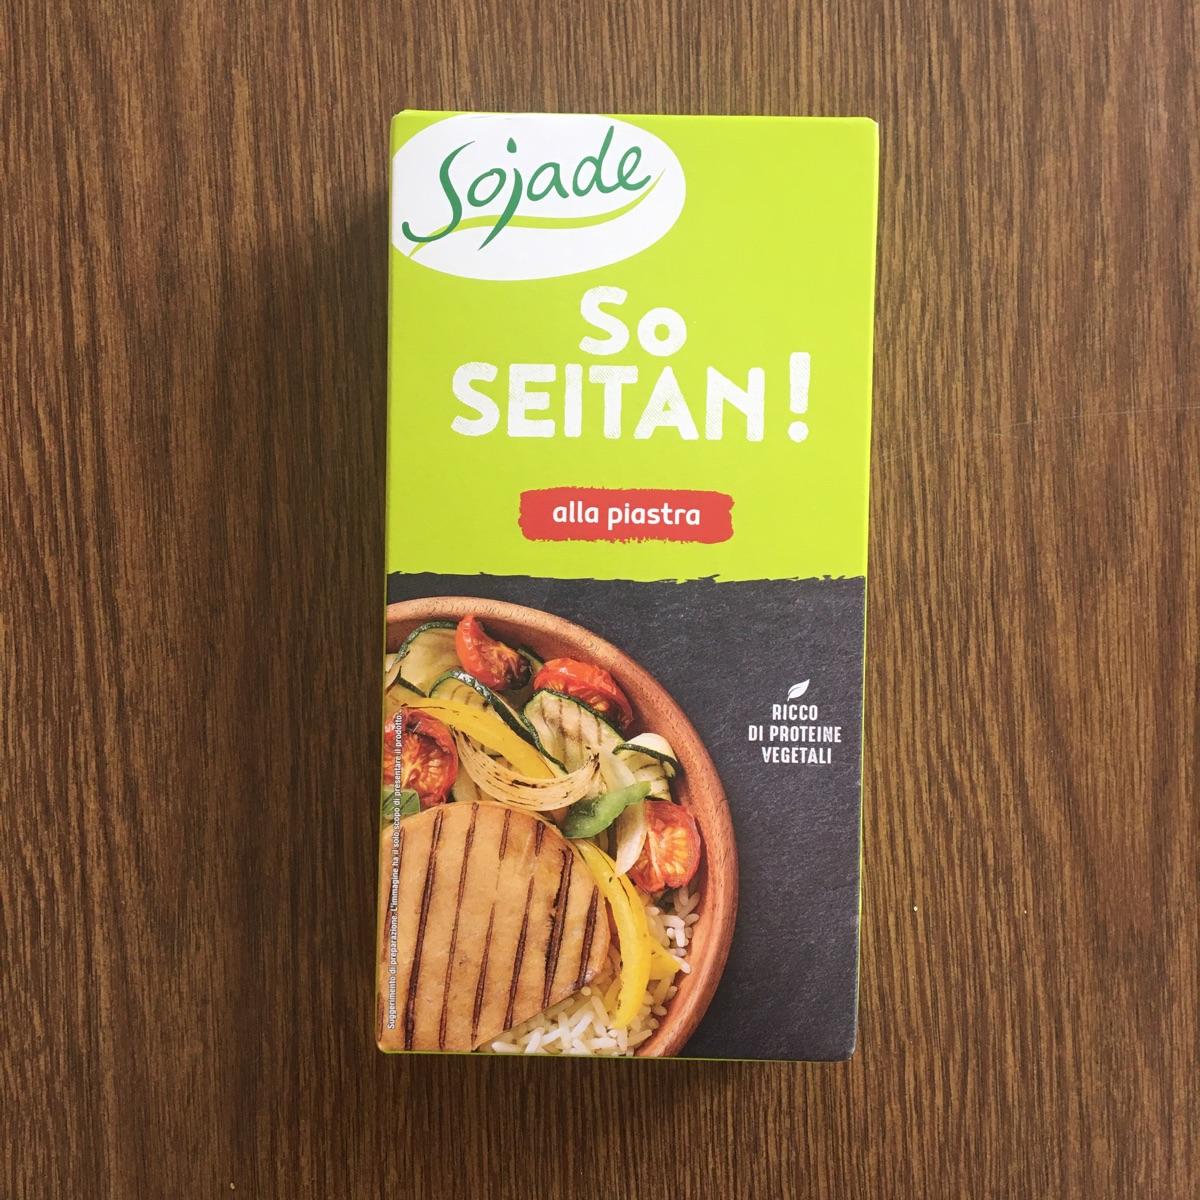 Sojade
So
SEITAN!
alla piastra
RICCO
DI PROTEINE
VEGETALI
Suggerimento di preparazione. L'immagine ha il solo scopo di presentare il prodotto.